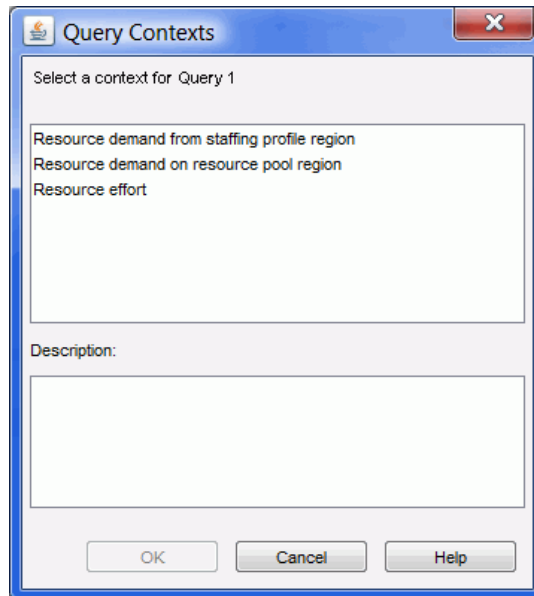 Query Contexts
Select a context for Query 1
Resource demand from staffing profile region
Resource demand on resource pool region
Resource effort
Description:
OK
Cancel
Help